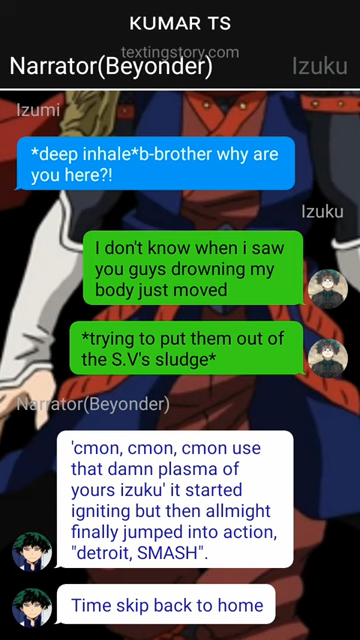 KUMAR TS
textingstory.com
Narrator(Beyonder) Izuku
Izumi
*deep inhale*b-brother why are
you here?!
Izuku
I don't know when i saw
you guys drowning my
body just moved
*trying to put them out of
the S.V's sludge*
Narrator(Beyonder)
'cmon, cmon, cmon use
that damn plasma of
yours izuku' it started
igniting but then allmight
finally jumped into action,
"detroit, SMASH".
Time skip back to home